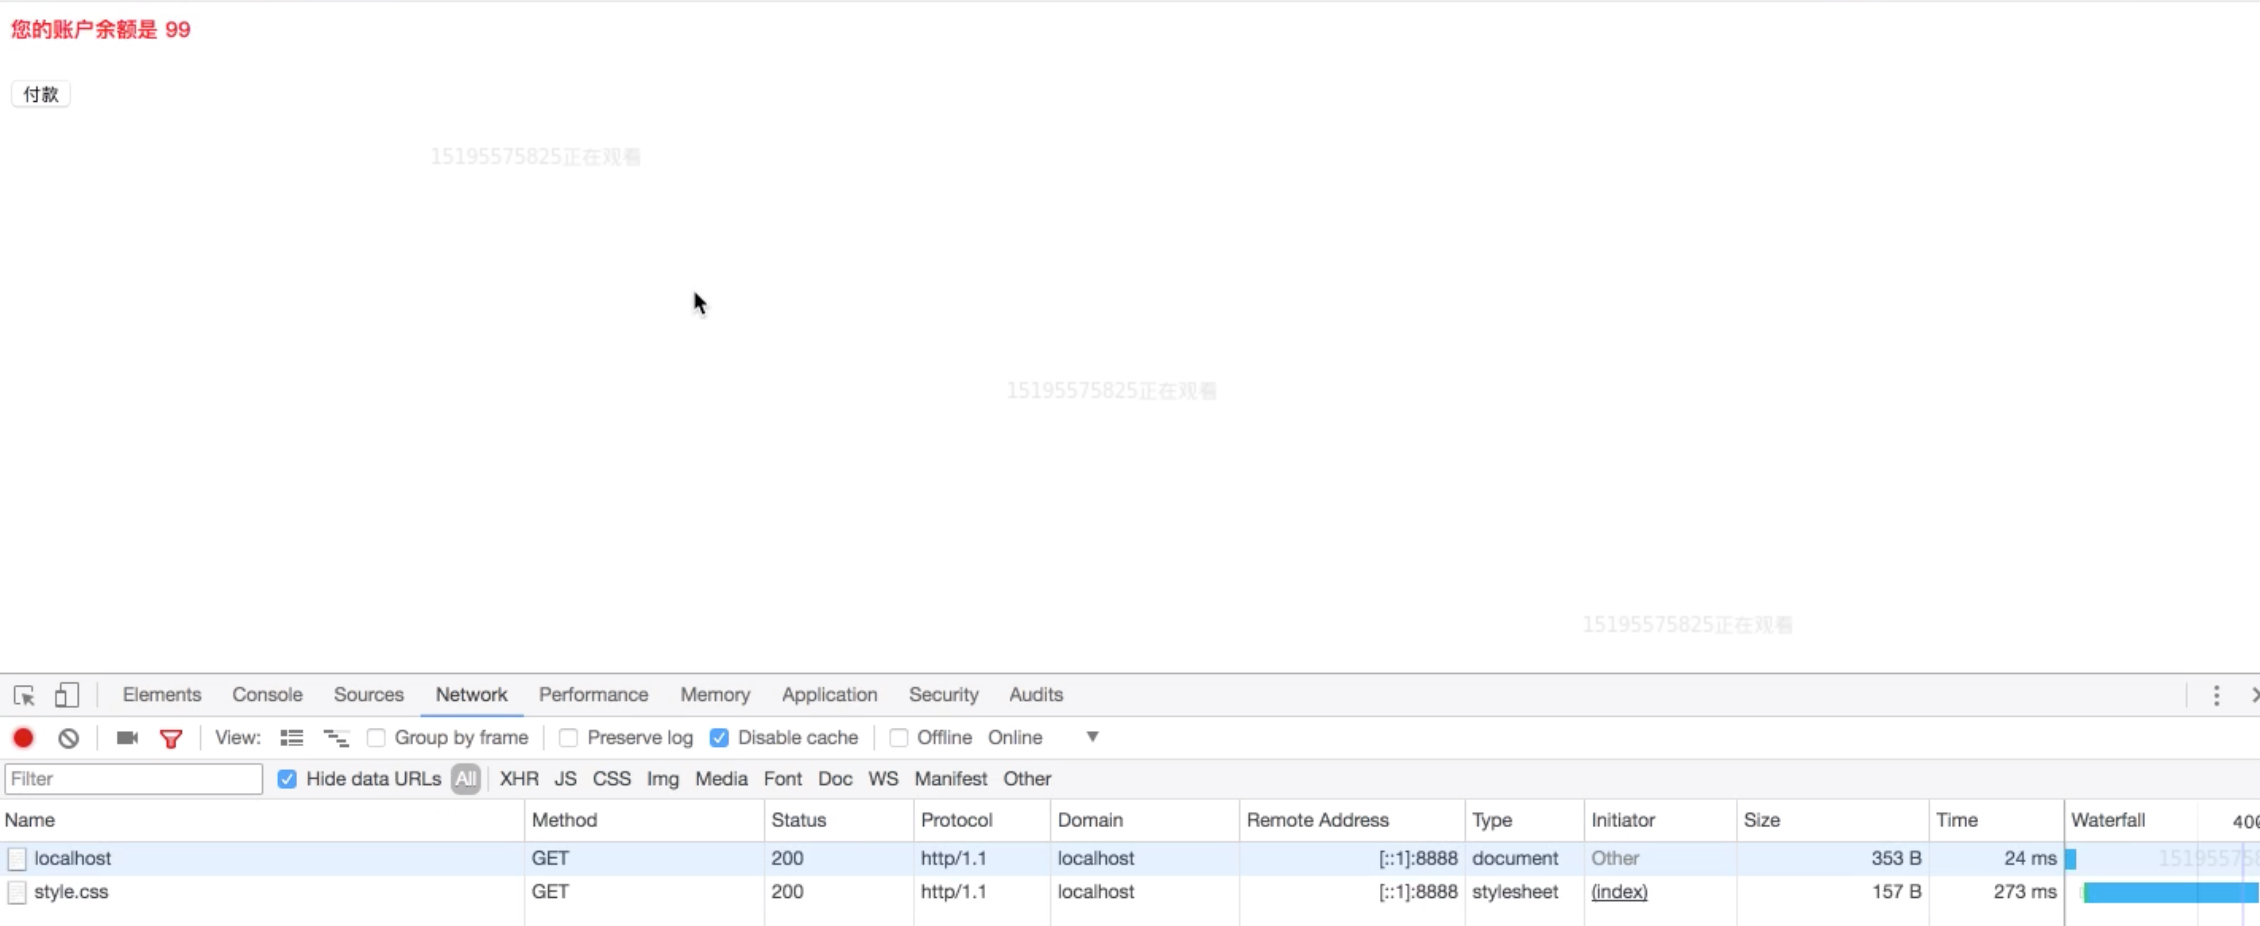 您的账户余额是 99
付款
15195575825正在观看
15195575825正在观看
15195575825正在观看
Elements Console Sources Network Performance Memory Application Security Audits
View: Group by frame Preserve log Disable cache Offline Online
Filter Hide data URLs All XHR JS CSS Img Media Font Doc WS Manifest Other
Name Method Status Protocol Domain Remote Address Type Initiator Size Time Waterfall
localhost GET 200 http/1.1 localhost [::1]:8888 document Other 353 B 24 ms
style.css GET 200 http/1.1 localhost [::1]:8888 stylesheet (index) 157 B 273 ms